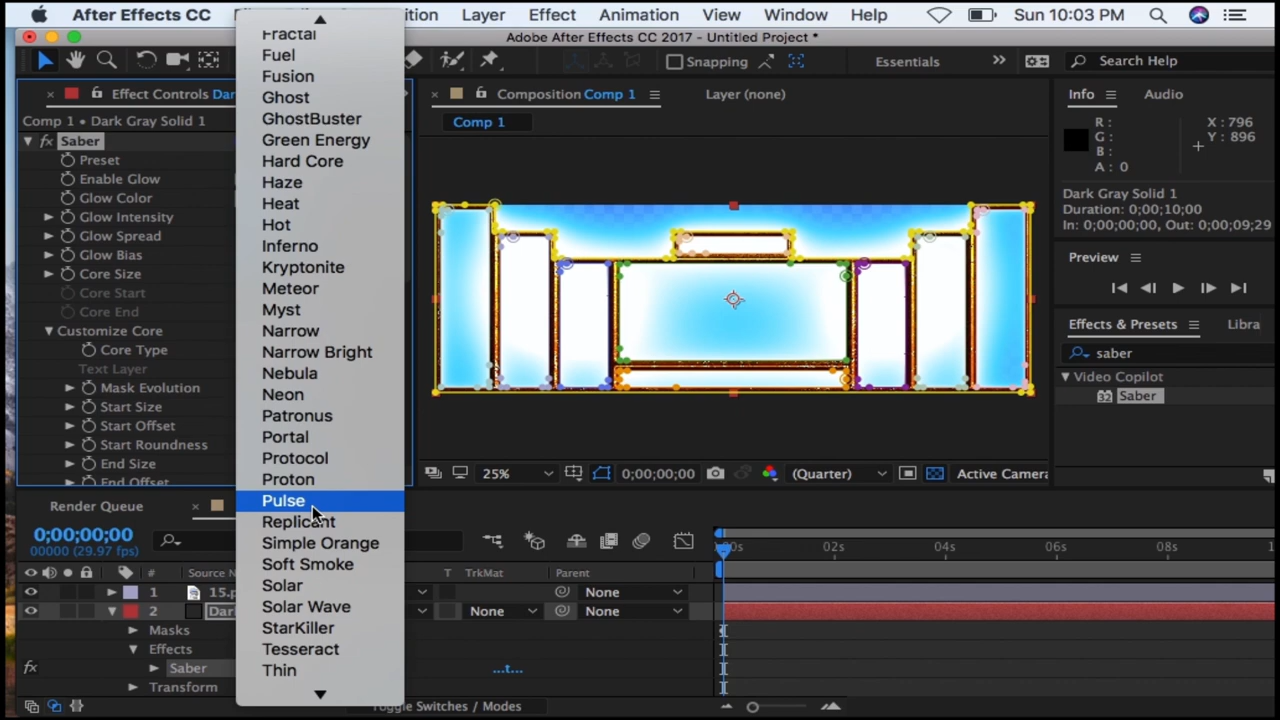 After Effects CC
Layer
Effect
Animation
View
Window
Help
Sun 10:03 PM
Adobe After Effects CC 2017 - Untitled Project *
Snapping
Essentials
Search Help
Effect Controls Dar
Comp 1 • Dark Gray Solid 1
fx Saber
Preset
Enable Glow
Glow Color
Glow Intensity
Glow Spread
Glow Bias
Core Size
Core Start
Core End
Customize Core
Core Type
Text Layer
Mask Evolution
Start Size
Start Offset
Start Roundness
End Size
End Offset
Fractal
Fuel
Fusion
Ghost
GhostBuster
Green Energy
Hard Core
Haze
Heat
Hot
Inferno
Kryptonite
Meteor
Myst
Narrow
Narrow Bright
Nebula
Neon
Patronus
Portal
Protocol
Proton
Pulse
Replicant
Simple Orange
Soft Smoke
Solar
Solar Wave
StarKiller
Tesseract
Thin
Composition Comp 1
Layer (none)
Comp 1
25%
0;00;00;00
(Quarter)
Active Camera
Info
Audio
R :
G :
B :
A : 0
X : 796
Y : 896
Dark Gray Solid 1
Duration: 0;00;10;00
In: 0;00;00;00, Out: 0;00;09;29
Preview
Effects & Presets
Libra
saber
Video Copilot
32 Saber
Render Queue
0;00;00;00
00000 (29.97 fps)
#
Source N
T TrkMat
Parent
1
15.p
None
2
Dar
None
None
Masks
Effects
fx
Saber
...t...
Transform
Toggle Switches / Modes
:00s
02s
04s
06s
08s